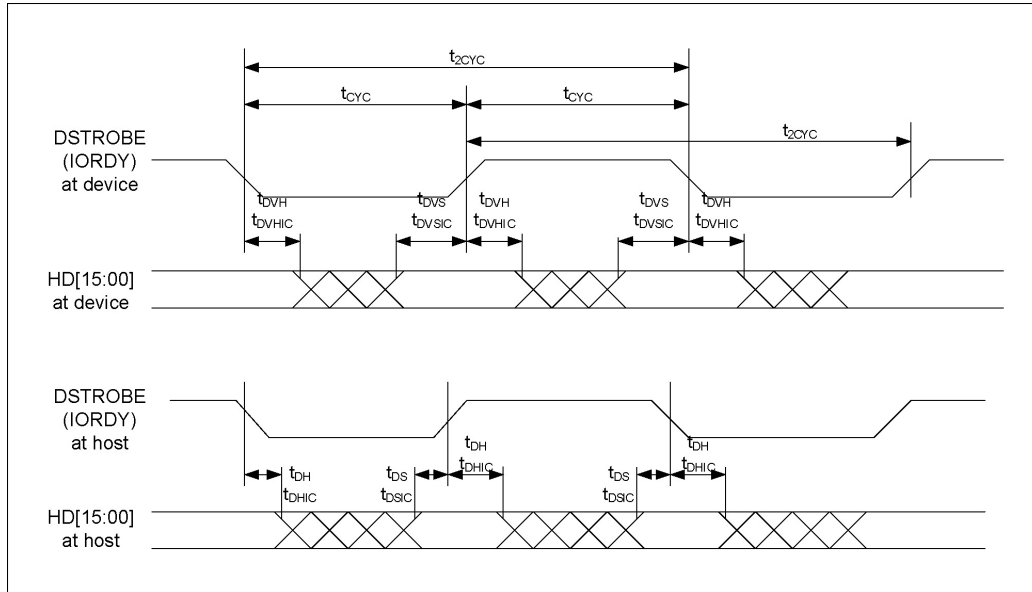 t2CYC
tCYC tCYC
t2CYC
DSTROBE
(IORDY)
at device
tDVH tDVS tDVH tDVS tDVH
tDVHIC tDVSIC tDVHIC tDVSIC tDVHIC
HD[15:00]
at device
DSTROBE
(IORDY)
at host
tDH tDH
tDH tDS tDHIC tDS tDHIC
tDHIC tDSIC tDSIC
HD[15:00]
at host